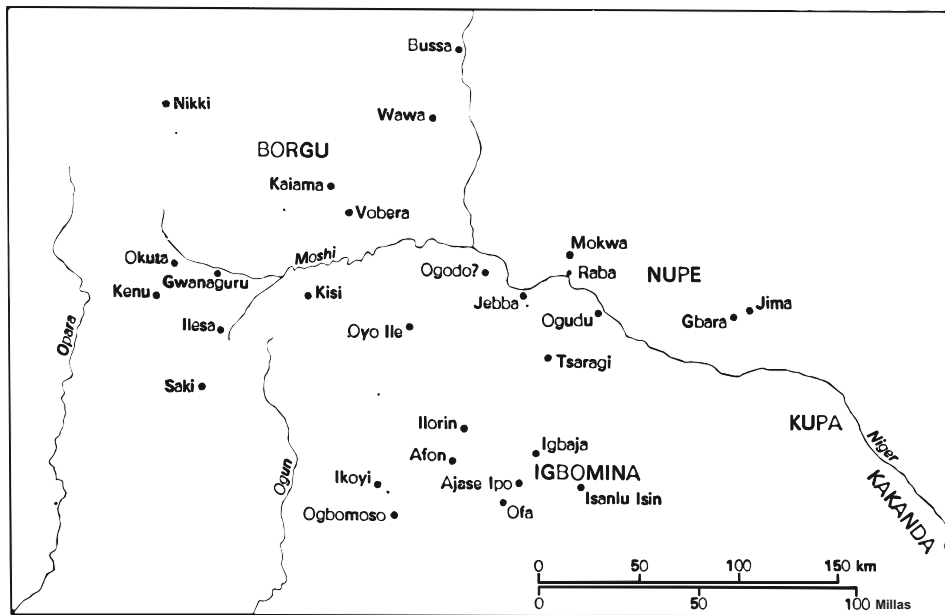 Bussa
Nikki
Wawa
BORGU
Kaiama
Vobera
Moshi
Mokwa
Okuta
Ogodo?
Raba
NUPE
Gwanaguru
Kenu
Kisi
Jebba
Jima
Ogudu
Gbara
Ilesa
Oyo Ile
Opara
Tsaragi
Saki
Ilorin
KUPA
Igbaja
Niger
Afon
Ogun
IGBOMINA
Ikoyi
Ajase Ipo
Isanlu Isin
KAKANDA
Ofa
Ogbomoso
0 50 100 150 km
0 50 100 Millas